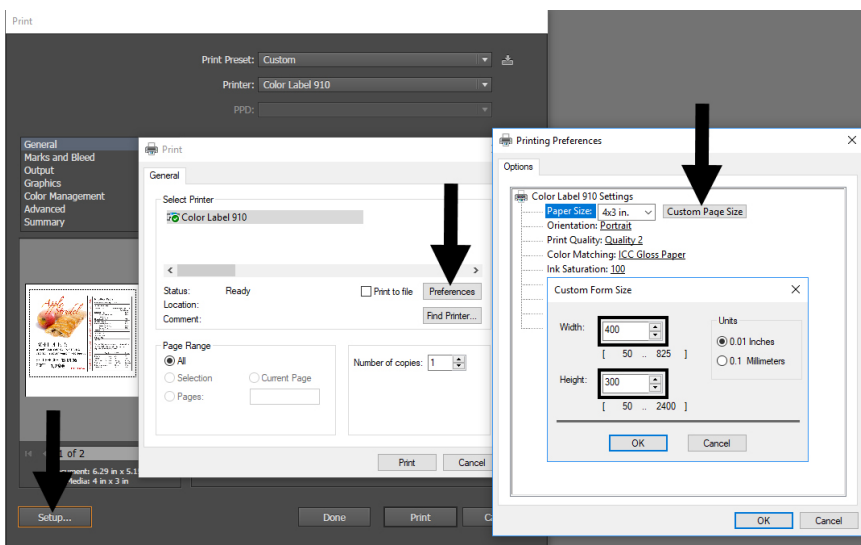 Print
Print Preset: Custom
Printer: Color Label 910
PPD:
General
Marks and Bleed
Output
Graphics
Color Management
Advanced
Summary
1 of 2
6.29 in x
Media: 4 in x 3 in
Setup...
Done
Print
Print
General
Select Printer
Color Label 910
Status: Ready
Location:
Comment:
Print to file
Preferences
Find Printer...
Page Range
All
Selection
Current Page
Pages:
Number of copies: 1
Print
Cancel
Printing Preferences
Options
Color Label 910 Settings
Paper Size: 4x3 in.
Custom Page Size
Orientation: Portrait
Print Quality: Quality 2
Color Matching: ICC Gloss Paper
Ink Saturation: 100
Custom Form Size
Width: 400
[ 50 .. 825 ]
Height: 300
[ 50 .. 2400 ]
Units
0.01 Inches
0.1 Millimeters
OK
Cancel
OK
Cancel